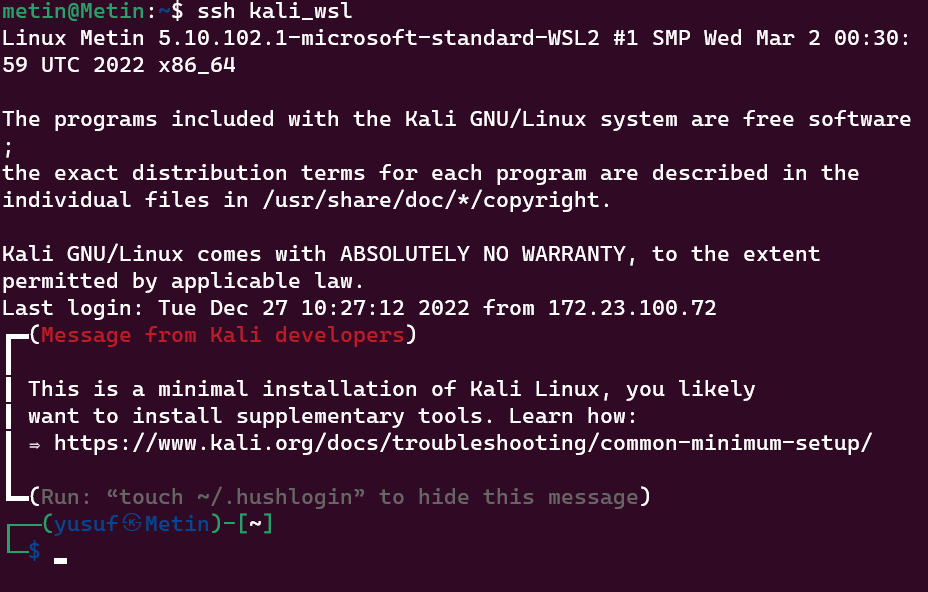 metin@Metin:~$ ssh kali_wsl
Linux Metin 5.10.102.1-microsoft-standard-WSL2 #1 SMP Wed Mar 2 00:30:
59 UTC 2022 x86_64
The programs included with the Kali GNU/Linux system are free software
;
the exact distribution terms for each program are described in the
individual files in /usr/share/doc/*/copyright.
Kali GNU/Linux comes with ABSOLUTELY NO WARRANTY, to the extent
permitted by applicable law.
Last login: Tue Dec 27 10:27:12 2022 from 172.23.100.72
┏━(Message from Kali developers)
┃ This is a minimal installation of Kali Linux, you likely
┃ want to install supplementary tools. Learn how:
┃ ⇒ https://www.kali.org/docs/troubleshooting/common-minimum-setup/
┗━(Run: “touch ~/.hushlogin” to hide this message)
┌──(yusuf㉿Metin)-[~]
└─$